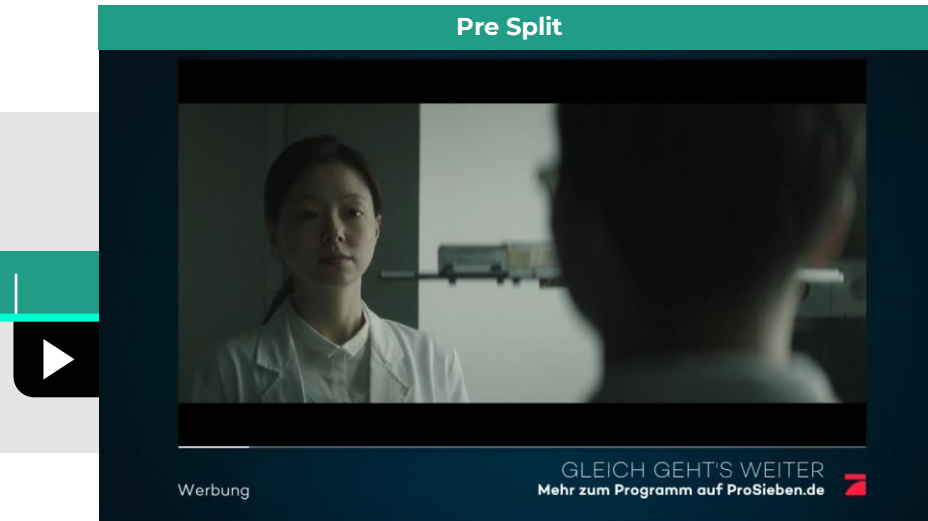 Pre Split
GLEICH GEHT'S WEITER
Werbung
Mehr zum Programm auf ProSieben.de